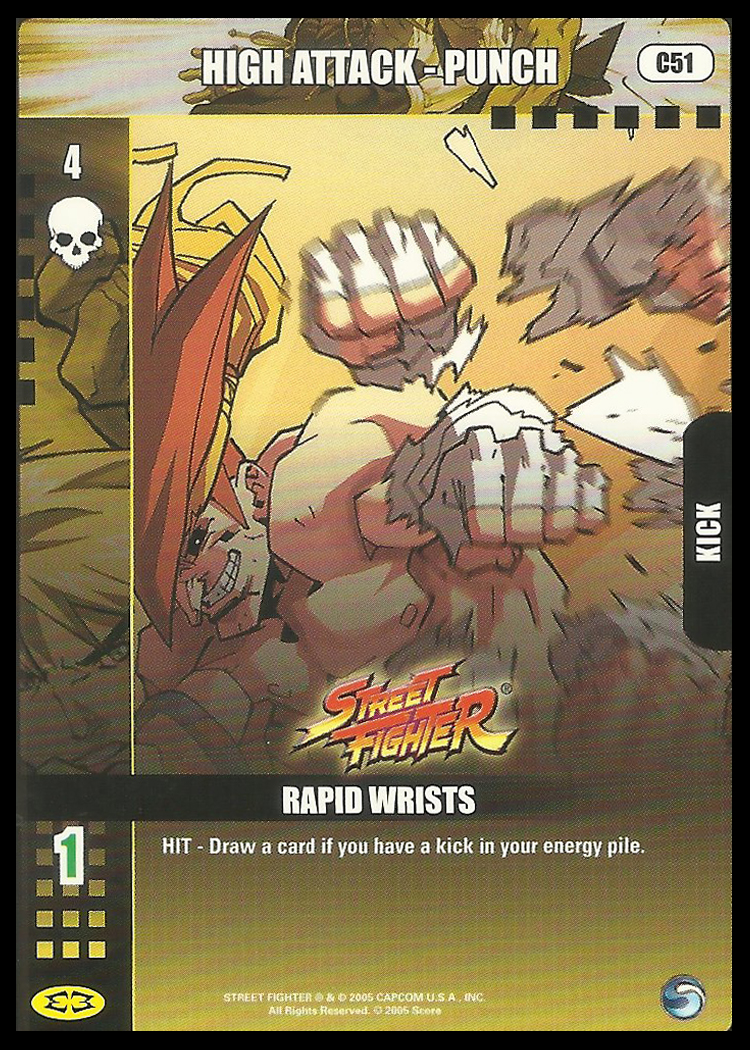 HIGH ATTACK - PUNCH
C51
4
KICK
STREET
FIGHTER®
RAPID WRISTS
1
HIT - Draw a card if you have a kick in your energy pile.
STREET FIGHTER ® & © 2005 CAPCOM U.S.A., INC.
All Rights Reserved. © 2005 Score